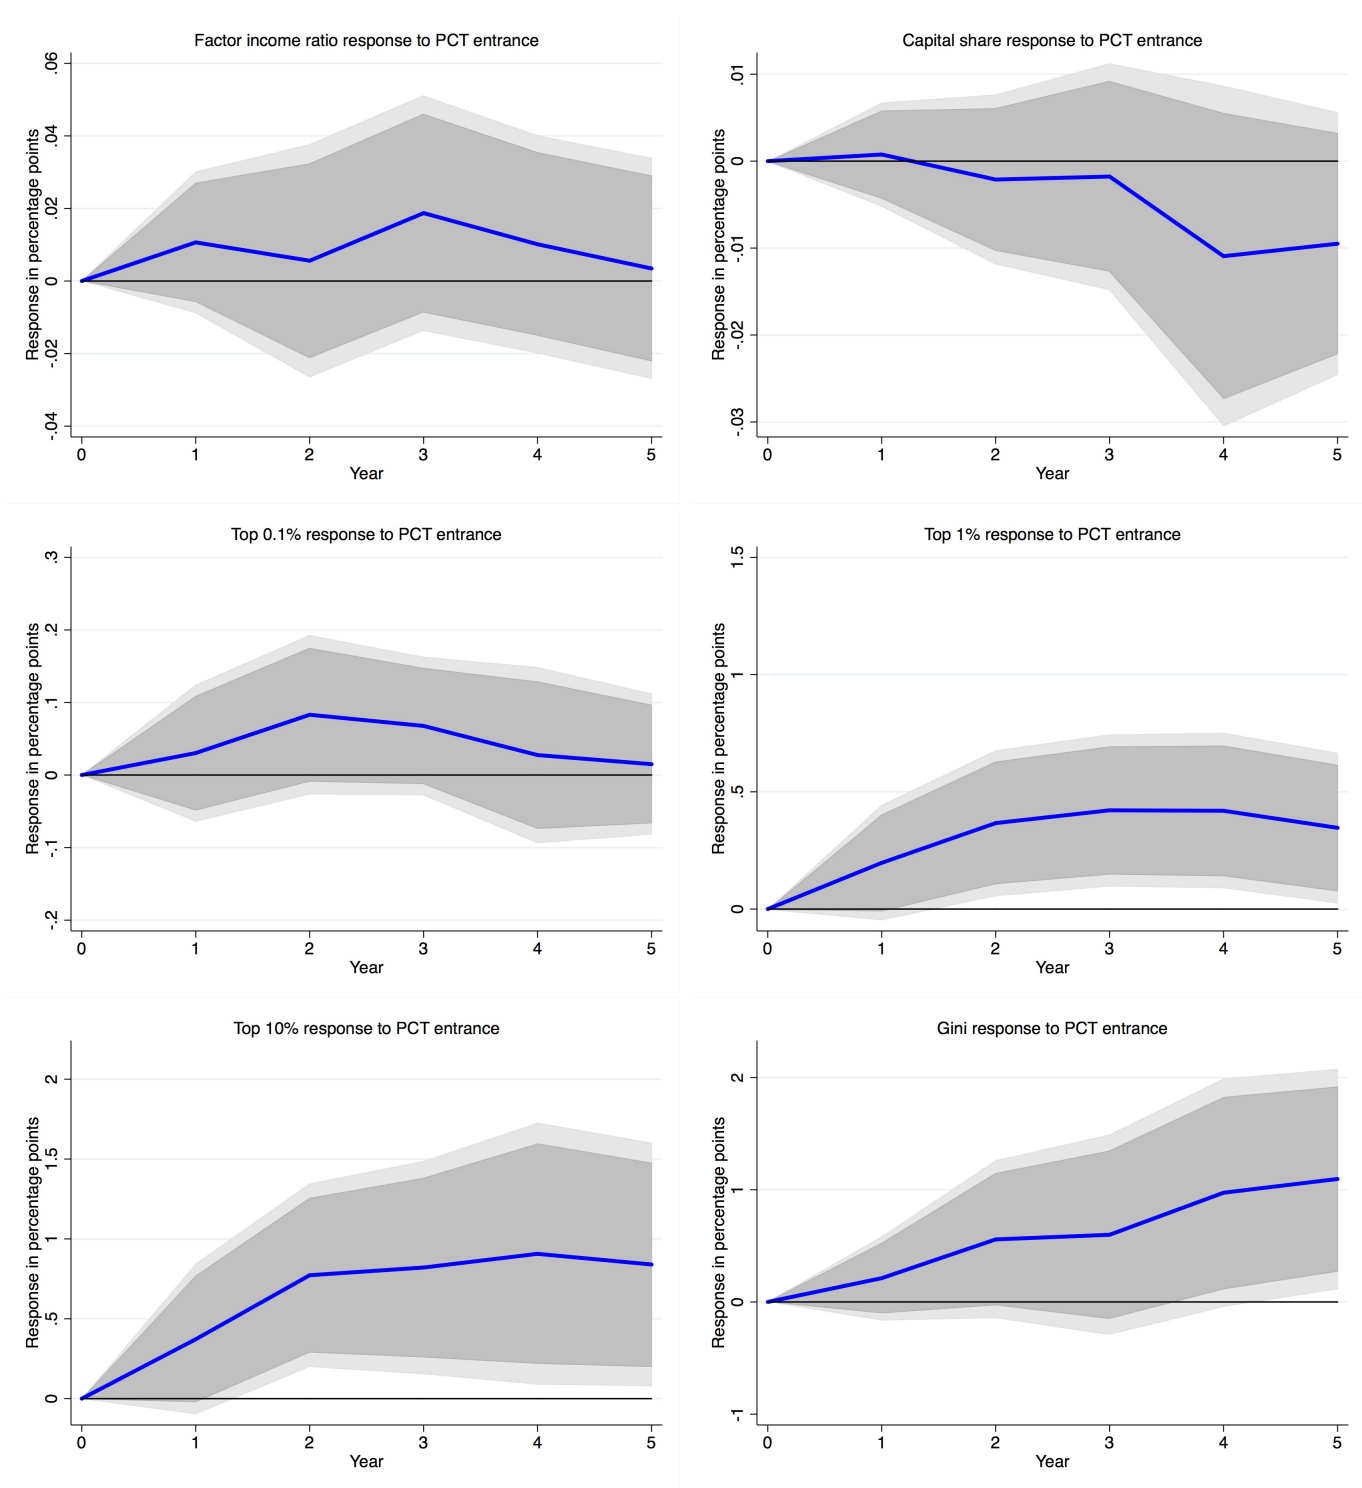 Factor income ratio response to PCT entrance
Response in percentage points
.06
.04
.02
0
-.02
-.04
0 1 2 3 4 5
Year
Capital share response to PCT entrance
Response in percentage points
.01
0
-.01
-.02
-.03
0 1 2 3 4 5
Year
Top 0.1% response to PCT entrance
Response in percentage points
.3
.2
.1
0
-.1
-.2
0 1 2 3 4 5
Year
Top 1% response to PCT entrance
Response in percentage points
1.5
1
.5
0
0 1 2 3 4 5
Year
Top 10% response to PCT entrance
Response in percentage points
2
1.5
1
.5
0
0 1 2 3 4 5
Year
Gini response to PCT entrance
Response in percentage points
2
1
0
-1
0 1 2 3 4 5
Year